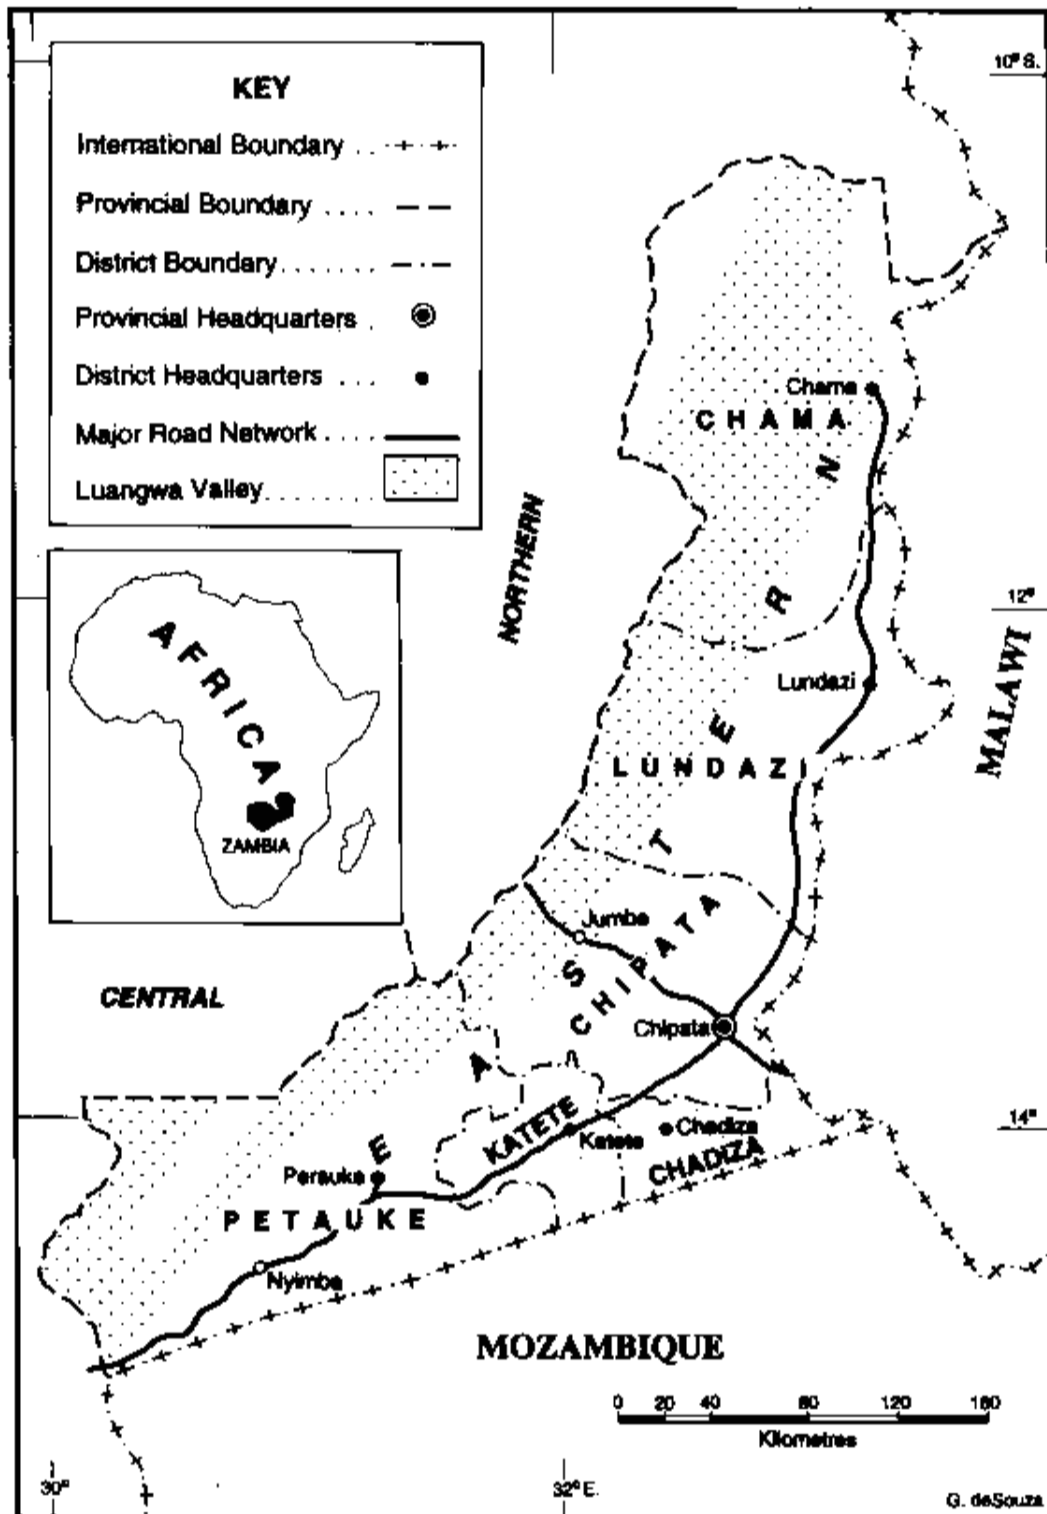 KEY
International Boundary
Provincial Boundary
District Boundary
Provincial Headquarters
District Headquarters
Major Road Network
Luangwa Valley
AFRICA
ZAMBIA
10° S.
NORTHERN
Chama
CHAMA
12°
MALAWI
Lundazi
LUNDAZI
EASTERN
Jumbe
CHIPATA
CENTRAL
Chipata
KATETE
Katete
Chadiza
CHADIZA
14°
Perauke
PETAUKE
Nyimba
MOZAMBIQUE
0 20 40 80 120 160
Kilometres
30°
32° E.
G. deSouza